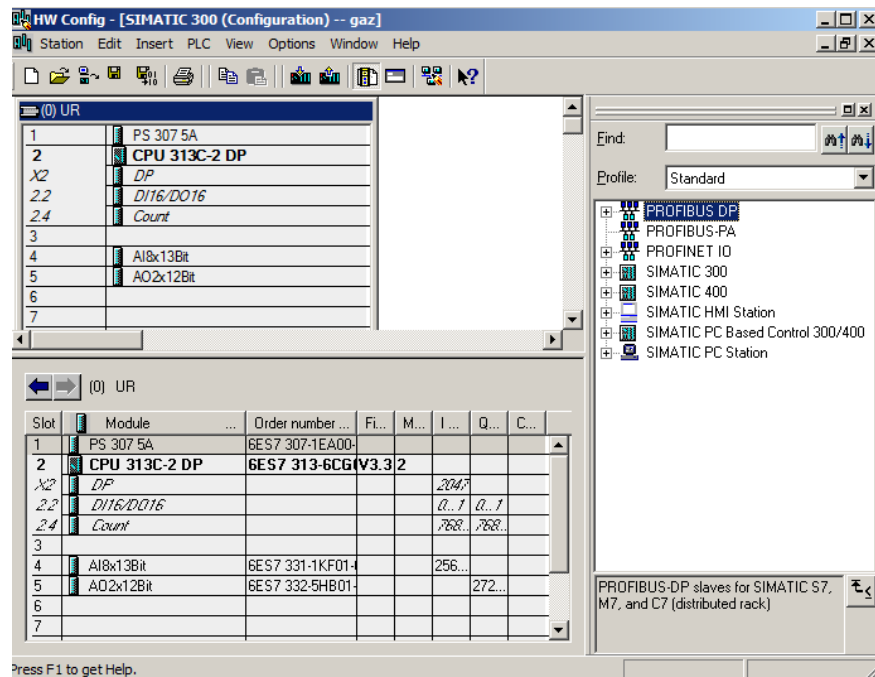 HW Config - [SIMATIC 300 (Configuration) -- gaz]
Station Edit Insert PLC View Options Window Help
(0) UR
1 PS 307 5A
2 CPU 313C-2 DP
X2 DP
2.2 DI16/DO16
2.4 Count
3
4 AI8x13Bit
5 AO2x12Bit
6
7
Find:
Profile: Standard
PROFIBUS DP
PROFIBUS-PA
PROFINET IO
SIMATIC 300
SIMATIC 400
SIMATIC HMI Station
SIMATIC PC Based Control 300/400
SIMATIC PC Station
PROFIBUS-DP slaves for SIMATIC S7,
M7, and C7 (distributed rack)
(0) UR
Slot Module ... Order number ... Fi... M... I ... Q... C...
1 PS 307 5A 6ES7 307-1EA00-
2 CPU 313C-2 DP 6ES7 313-6CG V3.3 2
X2 DP 2047
2.2 DI16/DO16 0...1 0...1
2.4 Count 768... 768...
3
4 AI8x13Bit 6ES7 331-1KF01- 256...
5 AO2x12Bit 6ES7 332-5HB01- 272...
6
7
Press F1 to get Help.